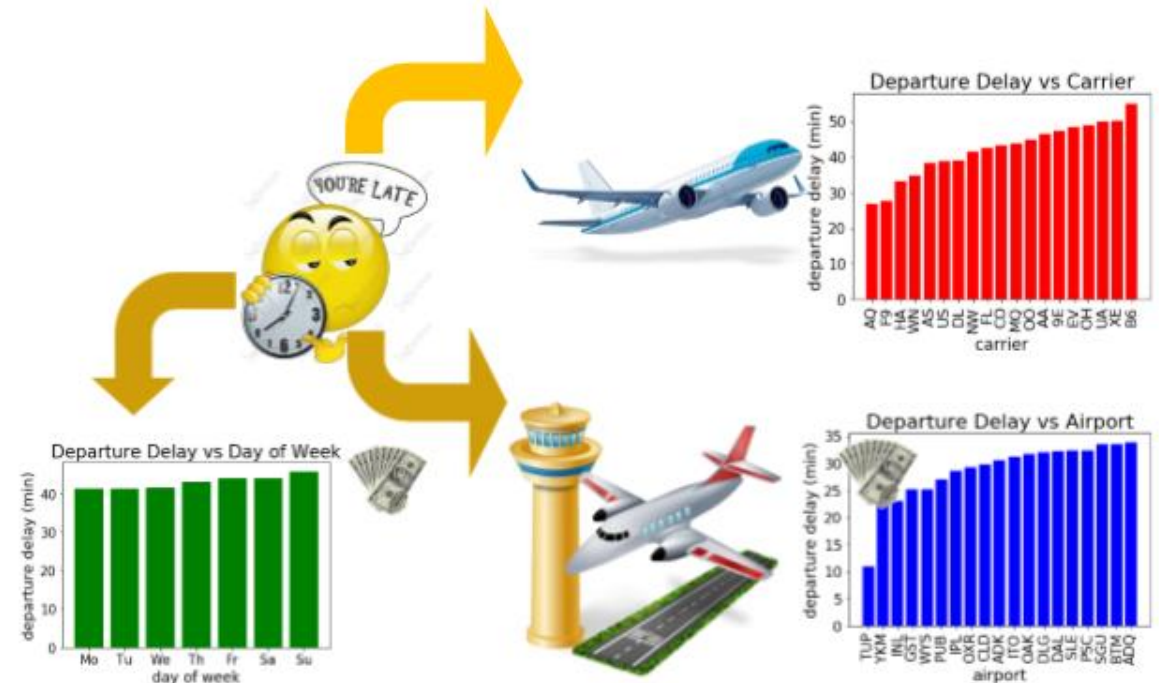 YOU'RE LATE
Departure Delay vs Carrier
departure delay (min)
50
40
30
20
10
0
AQ F9 HA WN AS US DL NW FL CO MQ OO AA 9E EV OH UA XE B6
carrier
12
3
6
Departure Delay vs Day of Week
departure delay (min)
40
30
20
10
0
Mo Tu We Th Fr Sa Su
day of week
Departure Delay vs Airport
departure delay (min)
35
30
25
20
15
10
5
0
TUP YKM INL GST WYS PUB IPL OXR CLD ADK ITO OAK DLG DAL SLE PSC SGU BTM ADQ
airport